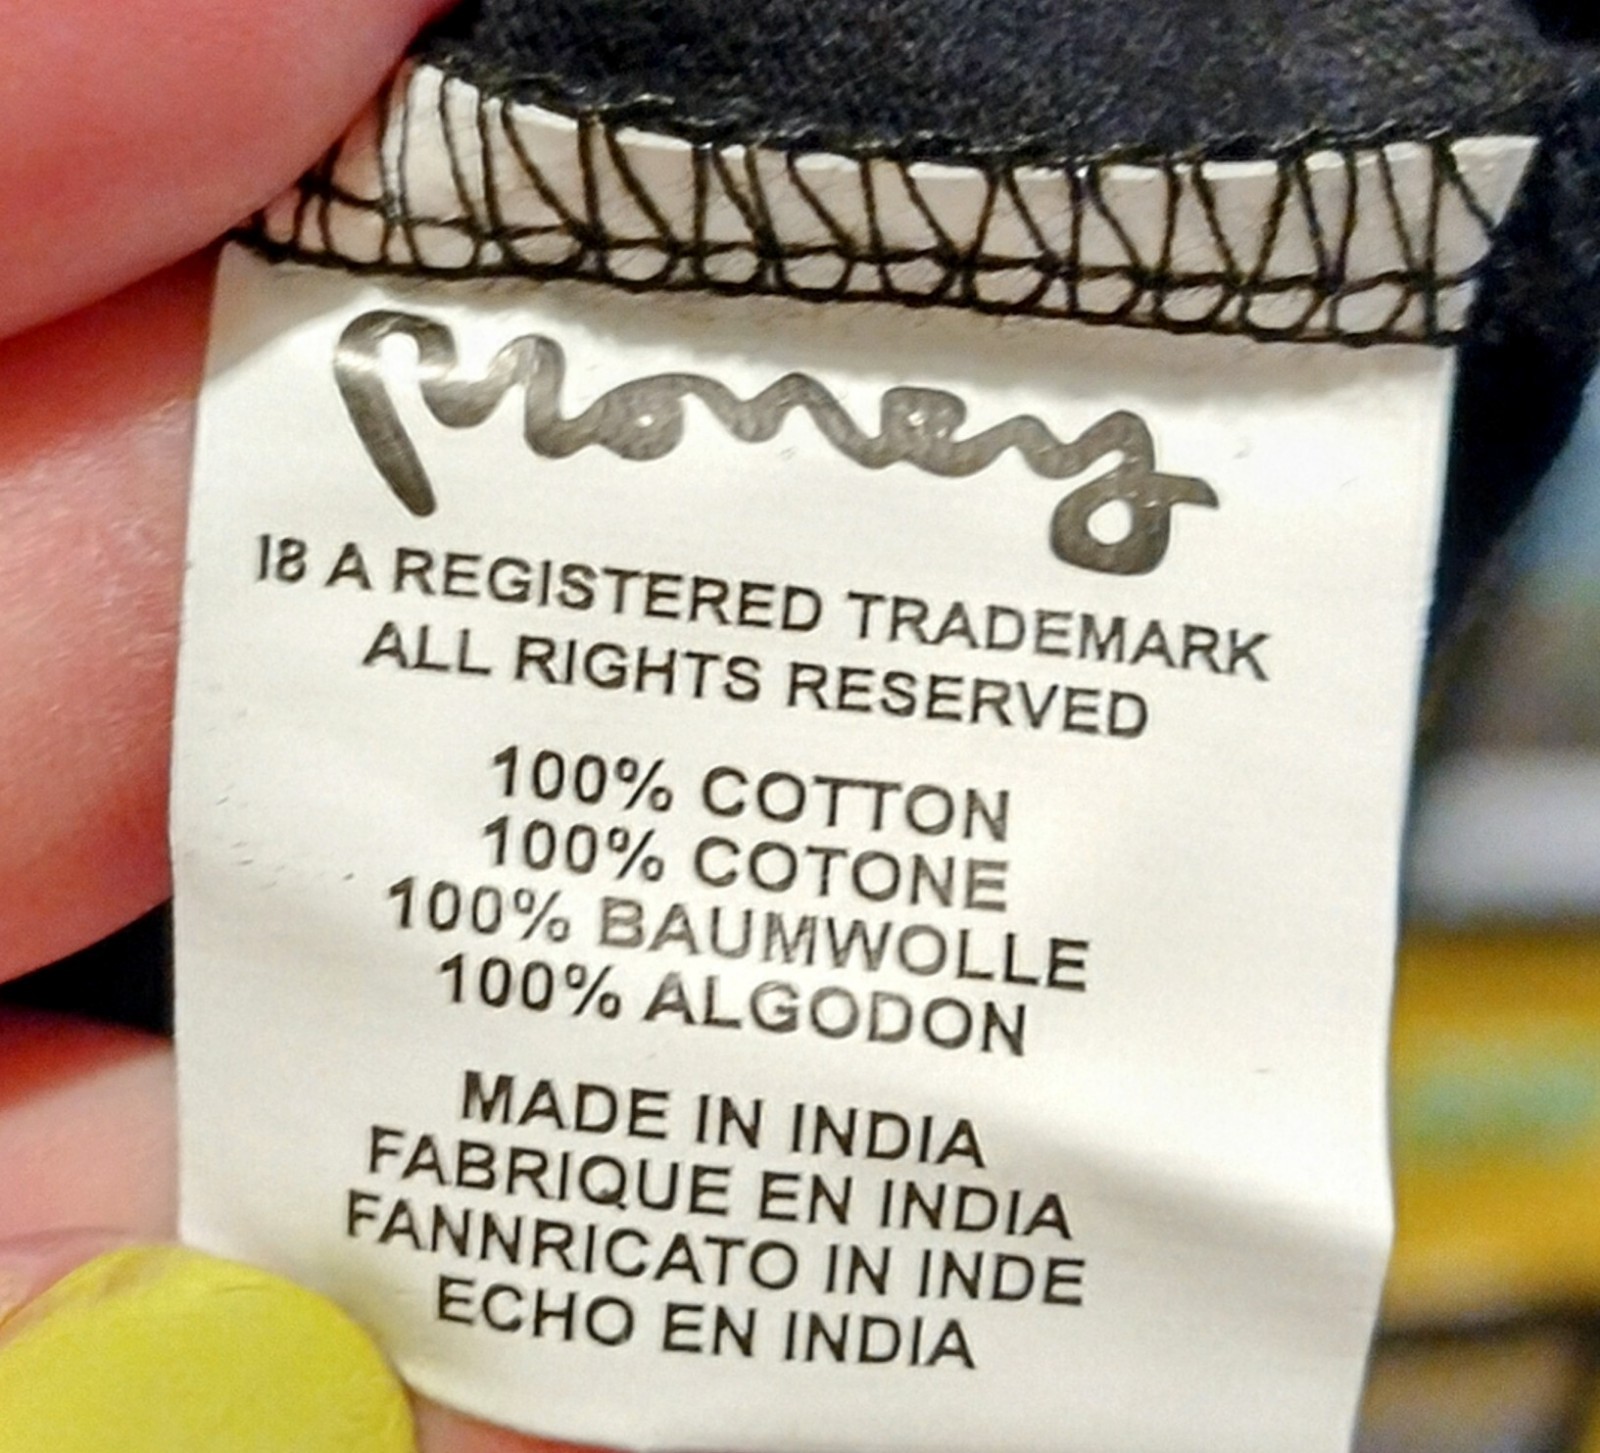 money
I8 A REGISTERED TRADEMARK
ALL RIGHTS RESERVED
100% COTTON
100% COTONE
100% BAUMWOLLE
100% ALGODON
MADE IN INDIA
FABRIQUE EN INDIA
FANNRICATO IN INDE
ECHO EN INDIA